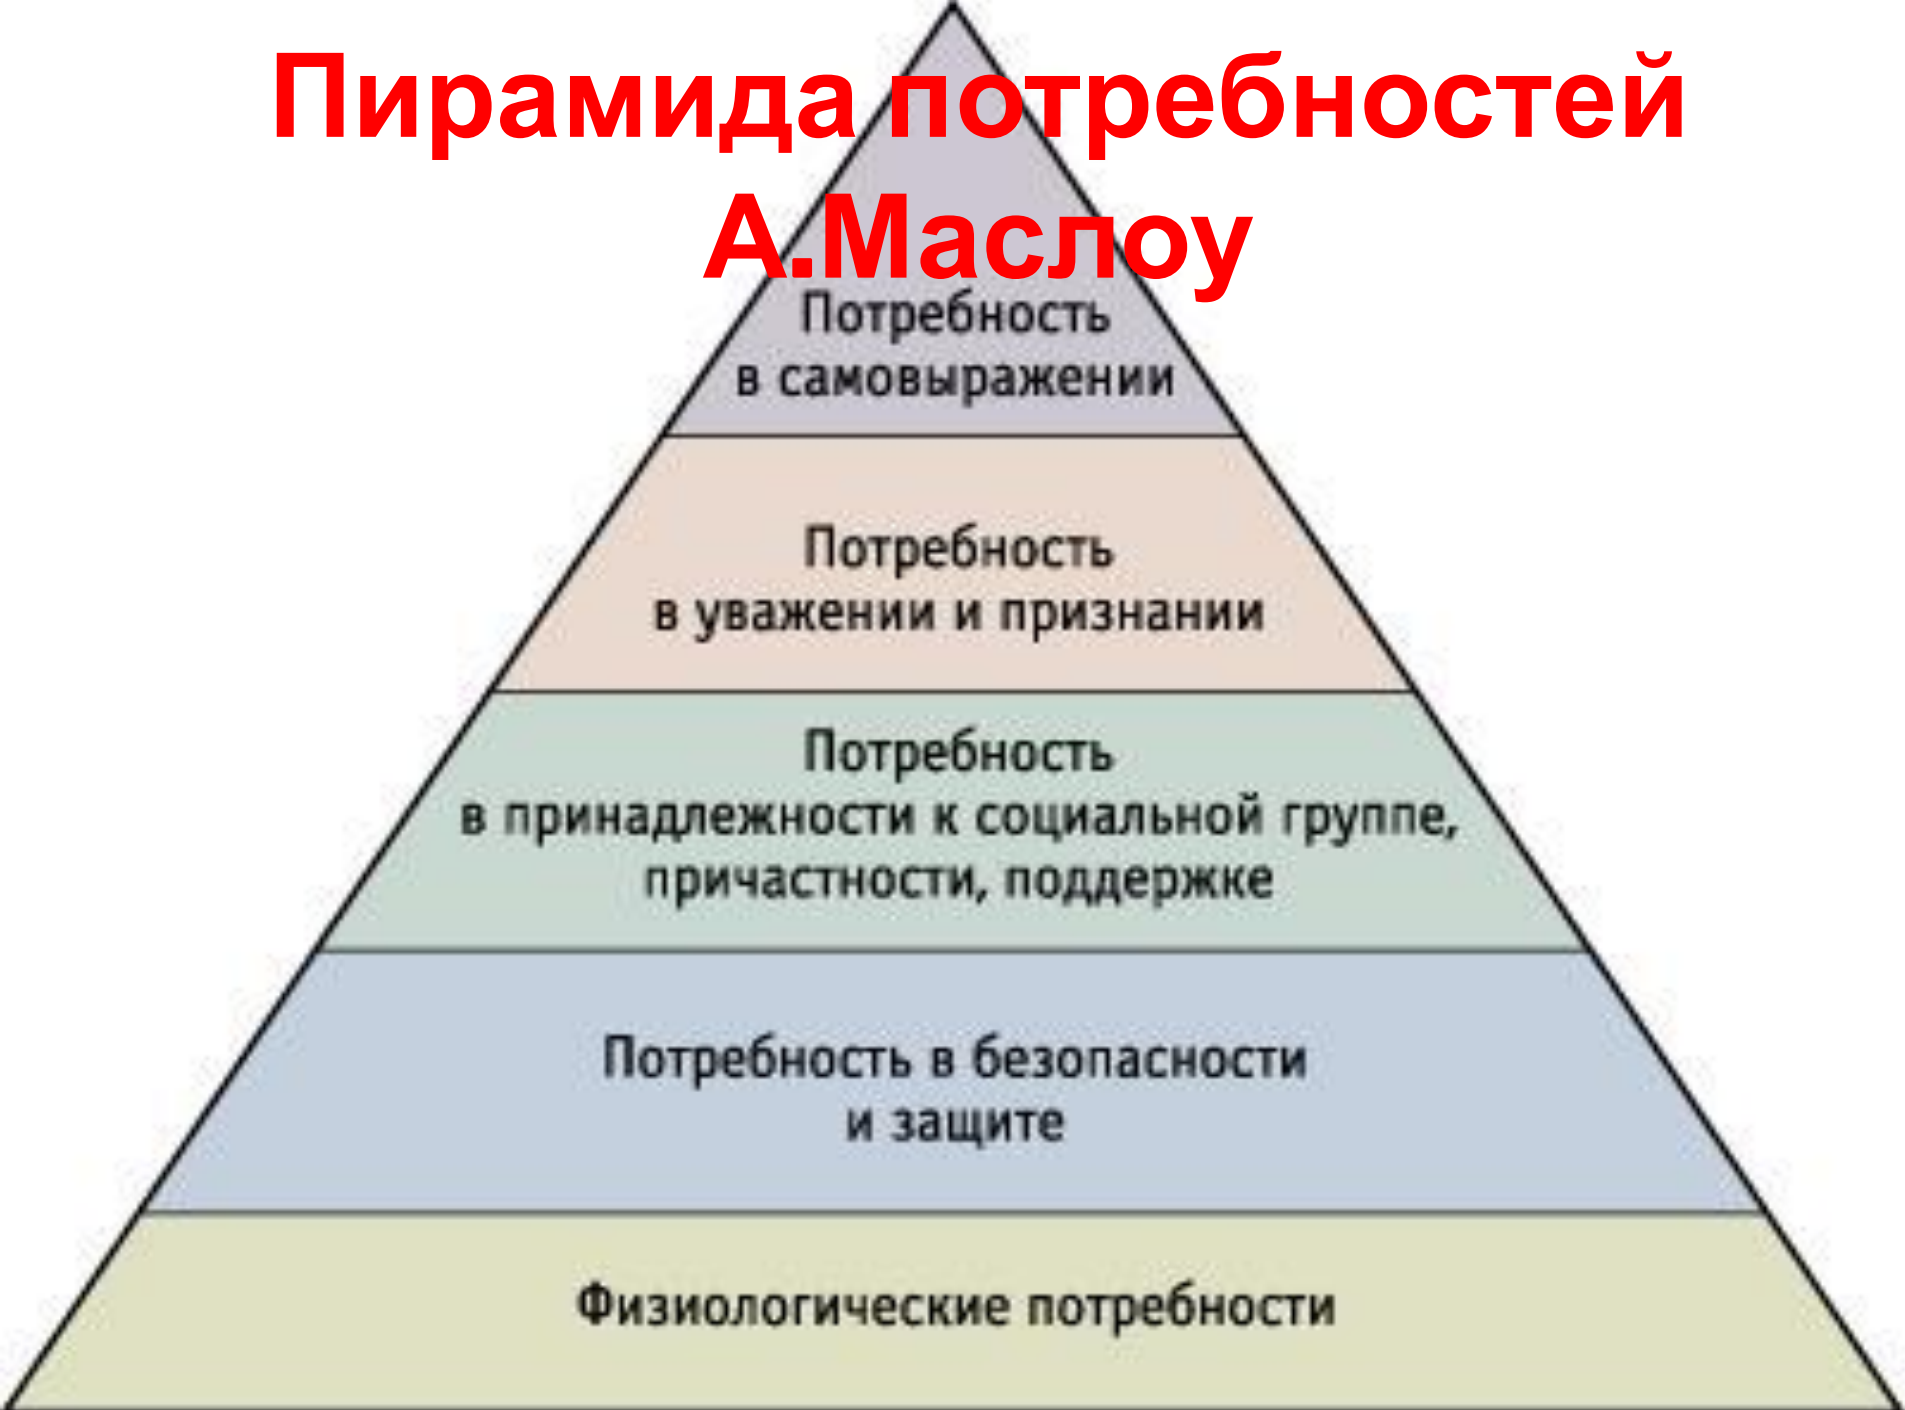 Пирамида потребностей
А.Маслоу
Потребность
в самовыражении
Потребность
в уважении и признании
Потребность
в принадлежности к социальной группе,
причастности, поддержке
Потребность в безопасности
и защите
Физиологические потребности